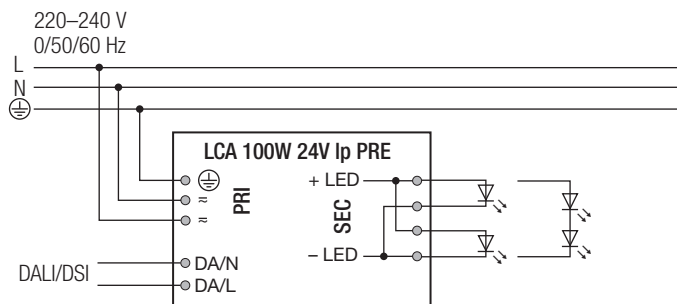 220–240 V
0/50/60 Hz
L
N
LCA 100W 24V lp PRE
PRI
≈
≈
+ LED
SEC
– LED
DALI/DSI
DA/N
DA/L